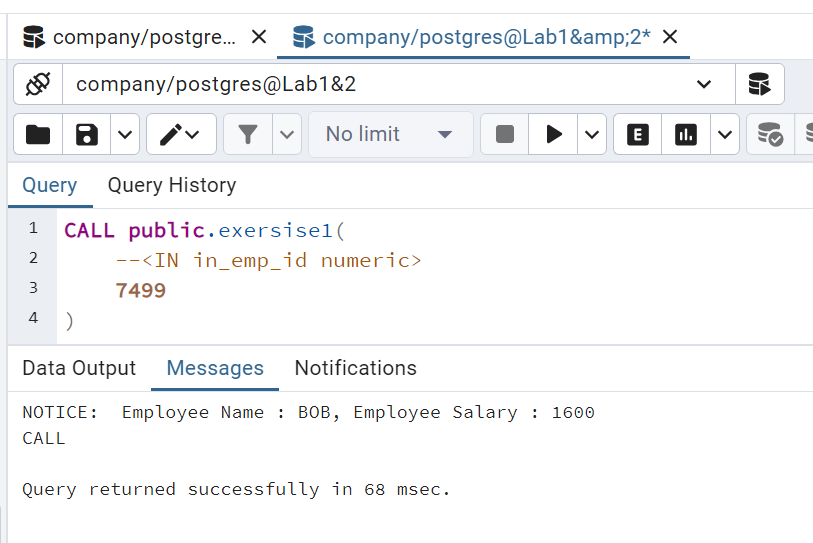 company/postgre...
company/postgres@Lab1&amp;2*
company/postgres@Lab1&2
No limit
E
Query Query History
1 CALL public.exersise1(
2 --<IN in_emp_id numeric>
3 7499
4 )
Data Output Messages Notifications
NOTICE:  Employee Name : BOB, Employee Salary : 1600
CALL
Query returned successfully in 68 msec.